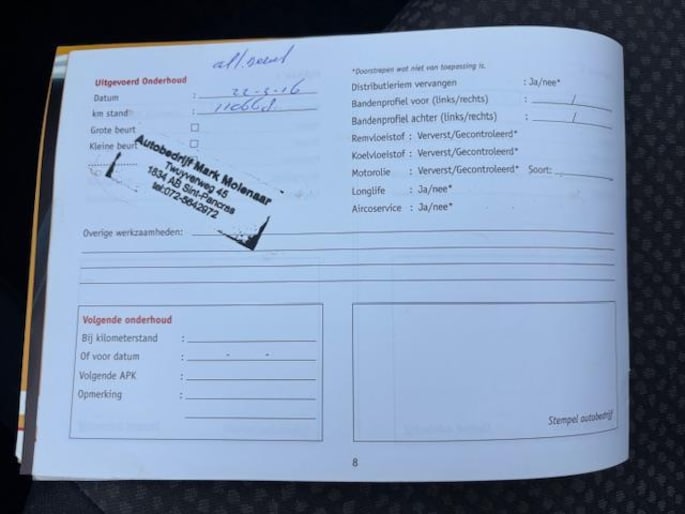 Uitgevoerd Onderhoud
Datum : 22-3-16
km stand :
Grote beurt
Kleine beurt
Autobedrijf Mark Molenaar
Twuyverweg 45
1834 AB Sint-Pancras
tel:072-5642972
*Doorstrepen wat niet van toepassing is.
Distributieriem vervangen : Ja/nee*
Bandenprofiel voor (links/rechts) : /
Bandenprofiel achter (links/rechts) : /
Remvloeistof : Ververst/Gecontroleerd*
Koelvloeistof : Ververst/Gecontroleerd*
Motorolie : Ververst/Gecontroleerd* Soort:
Longlife : Ja/nee*
Aircoservice : Ja/nee*
Overige werkzaamheden:
Volgende onderhoud
Bij kilometerstand :
Of voor datum : - -
Volgende APK :
Opmerking :
Stempel autobedrijf
8